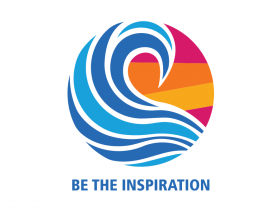 BE THE INSPIRATION